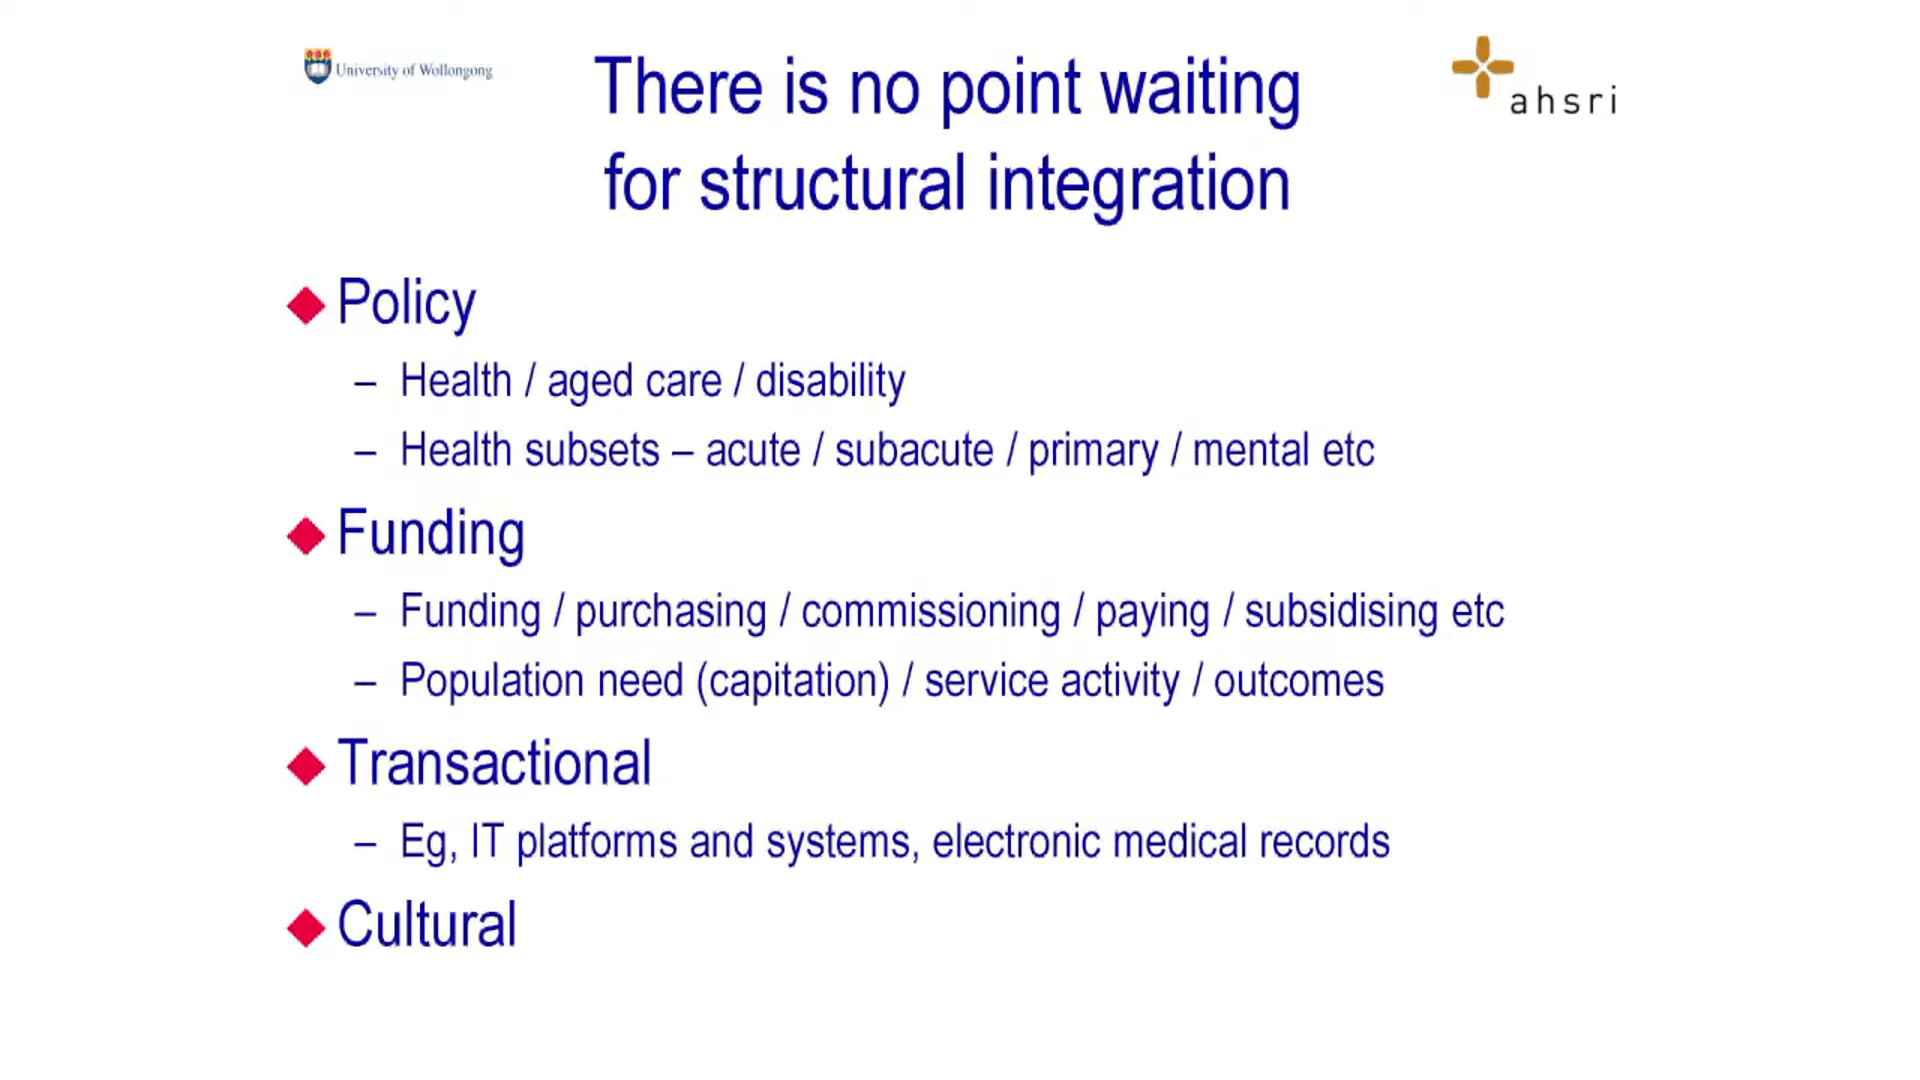 University of Wollongong
There is no point waiting
for structural integration
ahsri
Policy
– Health / aged care / disability
– Health subsets – acute / subacute / primary / mental etc
Funding
– Funding / purchasing / commissioning / paying / subsidising etc
– Population need (capitation) / service activity / outcomes
Transactional
– Eg, IT platforms and systems, electronic medical records
Cultural